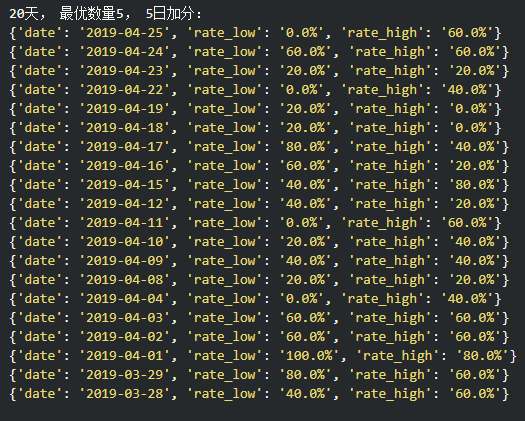 20天， 最优数量5， 5日加分：
{'date': '2019-04-25', 'rate_low': '0.0%', 'rate_high': '60.0%'}
{'date': '2019-04-24', 'rate_low': '60.0%', 'rate_high': '60.0%'}
{'date': '2019-04-23', 'rate_low': '20.0%', 'rate_high': '20.0%'}
{'date': '2019-04-22', 'rate_low': '0.0%', 'rate_high': '40.0%'}
{'date': '2019-04-19', 'rate_low': '20.0%', 'rate_high': '0.0%'}
{'date': '2019-04-18', 'rate_low': '20.0%', 'rate_high': '0.0%'}
{'date': '2019-04-17', 'rate_low': '80.0%', 'rate_high': '40.0%'}
{'date': '2019-04-16', 'rate_low': '60.0%', 'rate_high': '20.0%'}
{'date': '2019-04-15', 'rate_low': '40.0%', 'rate_high': '80.0%'}
{'date': '2019-04-12', 'rate_low': '40.0%', 'rate_high': '20.0%'}
{'date': '2019-04-11', 'rate_low': '0.0%', 'rate_high': '60.0%'}
{'date': '2019-04-10', 'rate_low': '20.0%', 'rate_high': '40.0%'}
{'date': '2019-04-09', 'rate_low': '40.0%', 'rate_high': '40.0%'}
{'date': '2019-04-08', 'rate_low': '20.0%', 'rate_high': '20.0%'}
{'date': '2019-04-04', 'rate_low': '0.0%', 'rate_high': '40.0%'}
{'date': '2019-04-03', 'rate_low': '60.0%', 'rate_high': '60.0%'}
{'date': '2019-04-02', 'rate_low': '60.0%', 'rate_high': '60.0%'}
{'date': '2019-04-01', 'rate_low': '100.0%', 'rate_high': '80.0%'}
{'date': '2019-03-29', 'rate_low': '80.0%', 'rate_high': '60.0%'}
{'date': '2019-03-28', 'rate_low': '40.0%', 'rate_high': '60.0%'}